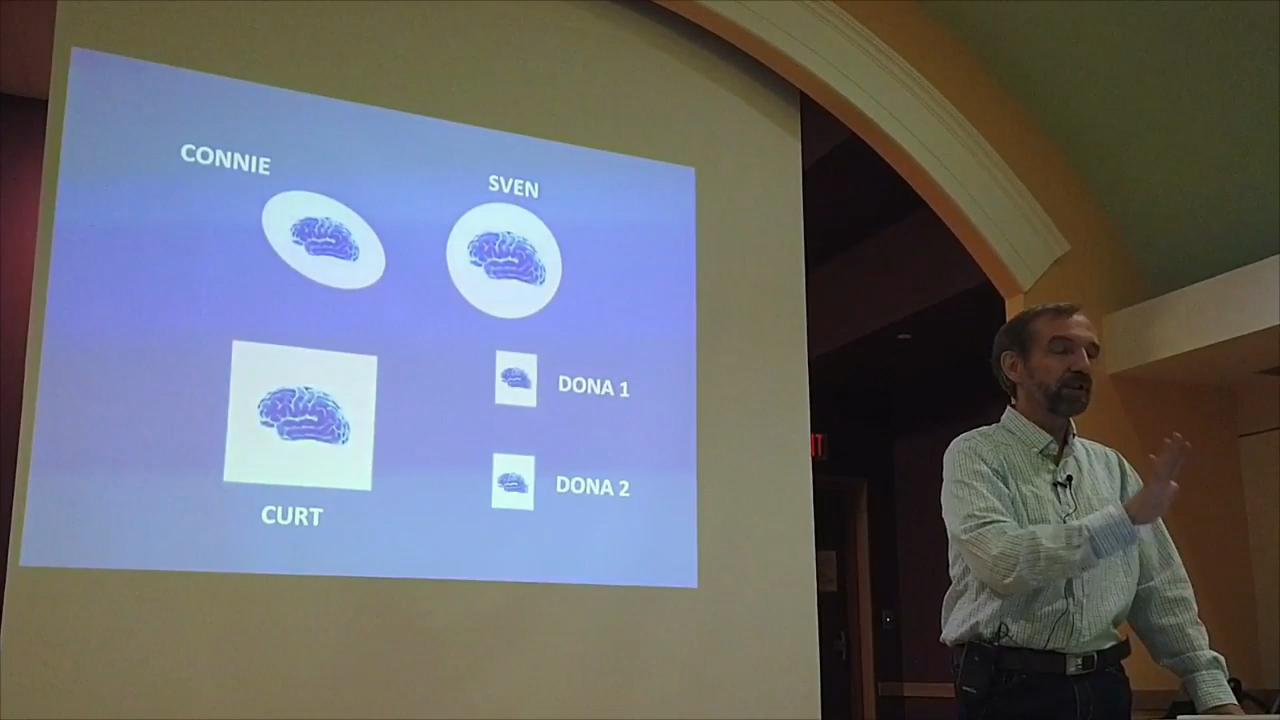 CONNIE
SVEN
DONA 1
DONA 2
CURT